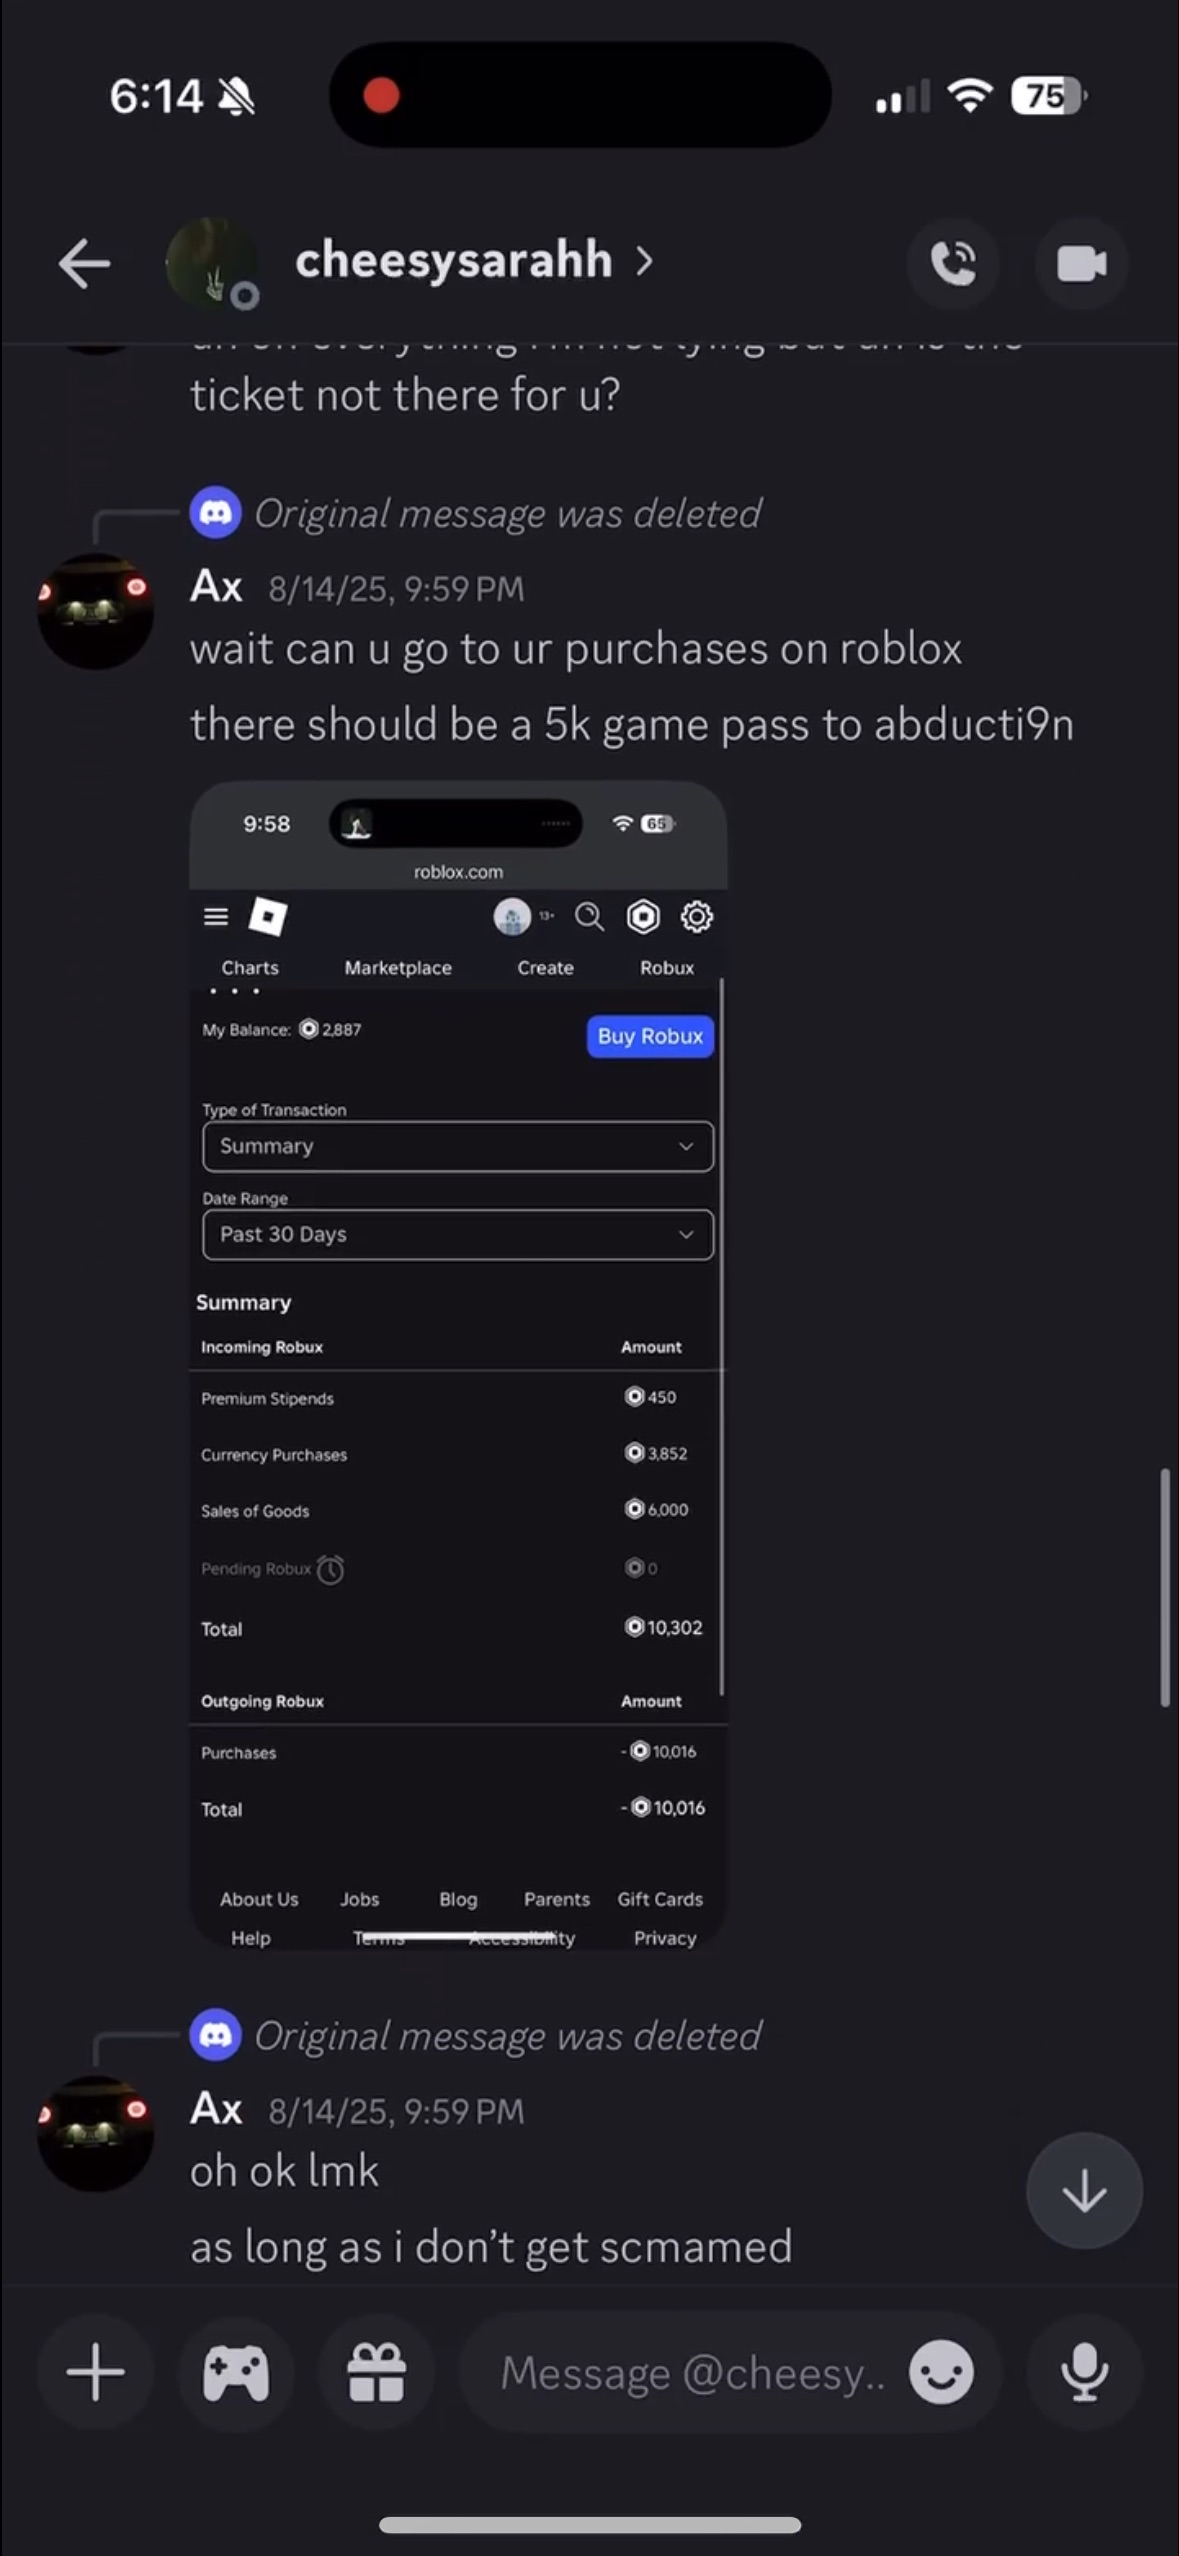 6:14
75
cheesysarahh
ticket not there for u?
Original message was deleted
Ax 8/14/25, 9:59 PM
wait can u go to ur purchases on roblox
there should be a 5k game pass to abducti9n
9:58
65
roblox.com
13+
Charts Marketplace Create Robux
My Balance: 2,887
Buy Robux
Type of Transaction
Summary
Date Range
Past 30 Days
Summary
Incoming Robux Amount
Premium Stipends 450
Currency Purchases 3,852
Sales of Goods 6,000
Pending Robux 0
Total 10,302
Outgoing Robux Amount
Purchases -10,016
Total -10,016
About Us Jobs Blog Parents Gift Cards
Help Terms Accessibility Privacy
Original message was deleted
Ax 8/14/25, 9:59 PM
oh ok lmk
as long as i don't get scmamed
Message @cheesy..